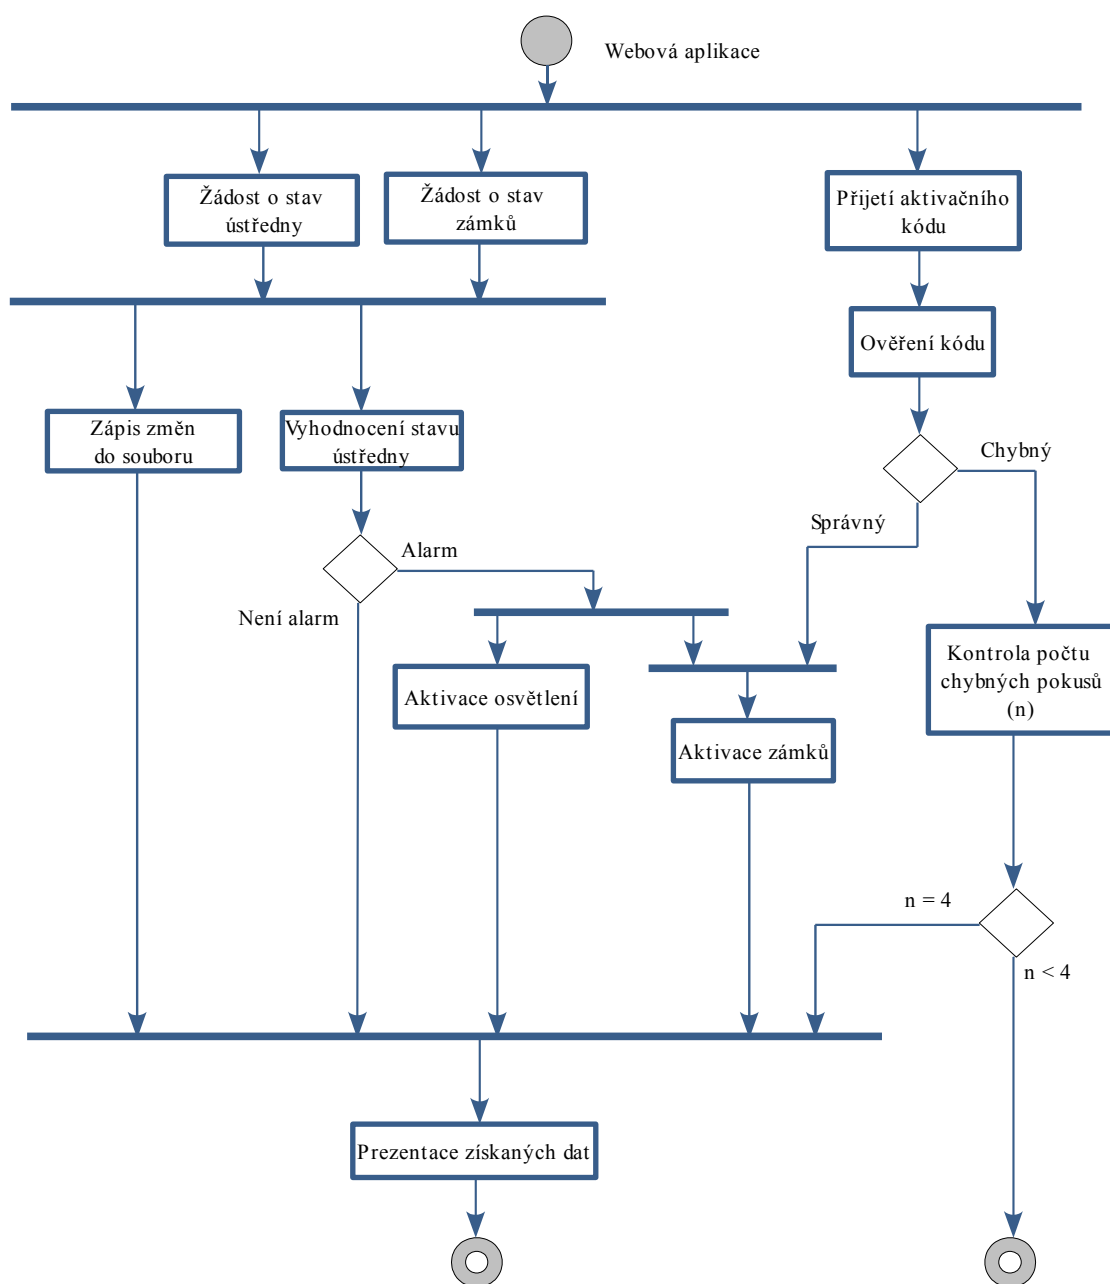 Webová aplikace
Žádost o stav
ústředny
Žádost o stav
zámků
Přijetí aktivačního
kódu
Ověření kódu
Zápis změn
do souboru
Vyhodnocení stavu
ústředny
Chybný
Správný
Alarm
Není alarm
Kontrola počtu
chybných pokusů
(n)
Aktivace osvětlení
Aktivace zámků
n = 4
n < 4
Prezentace získaných dat